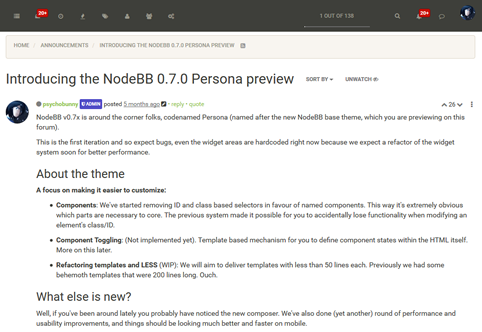 20+
1 OUT OF 138
20+
HOME / ANNOUNCEMENTS / INTRODUCING THE NODEBB 0.7.0 PERSONA PREVIEW
Introducing the NodeBB 0.7.0 Persona preview
SORT BY
UNWATCH
psychobunny ADMIN posted 5 months ago • reply • quote
26
NodeBB v0.7x is around the corner folks, codenamed Persona (named after the new NodeBB base theme, which you are previewing on this
forum).
This is the first iteration and so expect bugs, even the widget areas are hardcoded right now because we expect a refactor of the widget
system soon for better performance.
About the theme
A focus on making it easier to customize:
• Components: We've started removing ID and class based selectors in favour of named components. This way it's extremely obvious
which parts are necessary to core. The previous system made it possible for you to accidentally lose functionality when modifying an
element's class/ID.
• Component Toggling: (Not implemented yet). Template based mechanism for you to define component states within the HTML itself.
More on this later.
• Refactoring templates and LESS (WIP): We will aim to deliver templates with less than 50 lines each. Previously we had some
behemoth templates that were 200 lines long. Ouch.
What else is new?
Well, if you've been around lately you probably have noticed the new composer. We've also done (yet another) round of performance and
usability improvements, and things should be looking much better and faster on mobile.